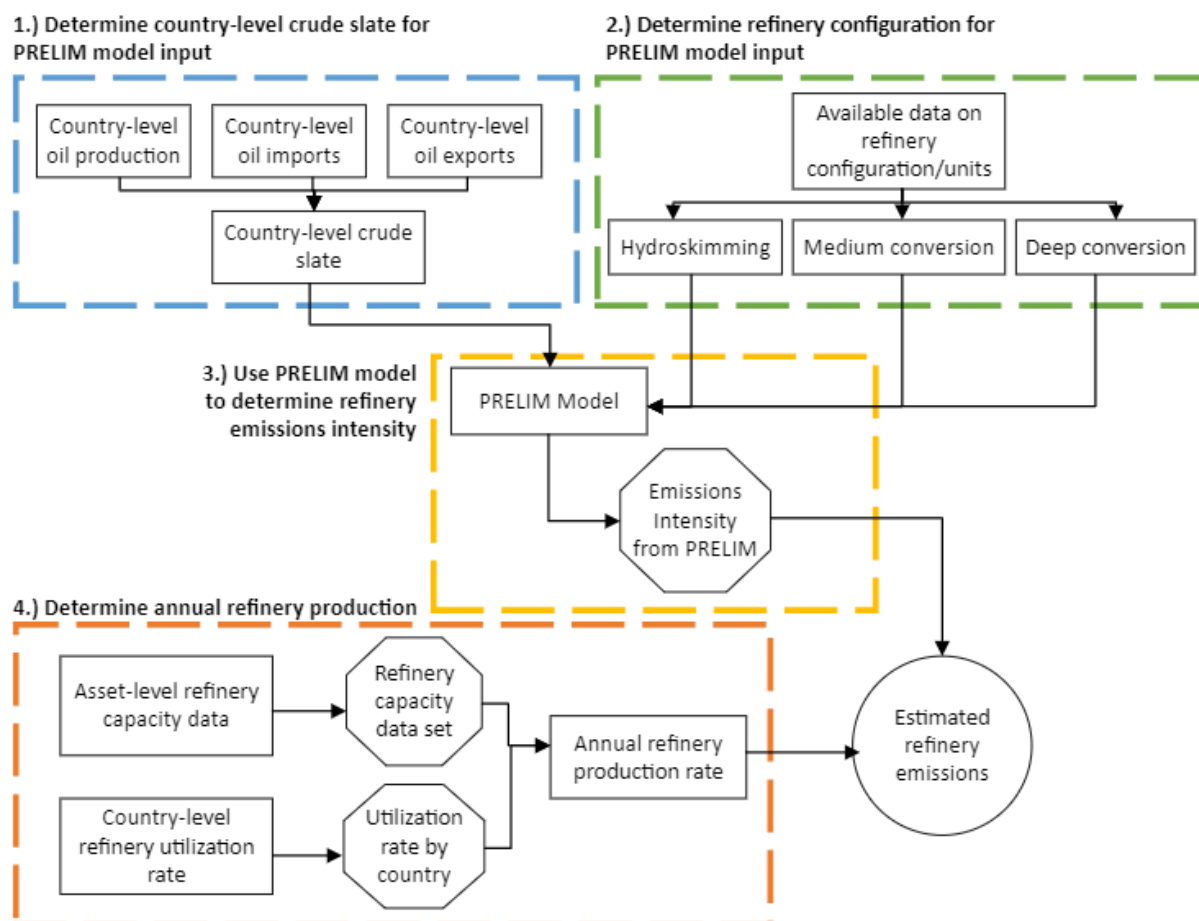 1.) Determine country-level crude slate for
PRELIM model input
2.) Determine refinery configuration for
PRELIM model input
Country-level
oil production
Country-level
oil imports
Country-level
oil exports
Country-level crude
slate
Available data on
refinery
configuration/units
Hydroskimming
Medium conversion
Deep conversion
3.) Use PRELIM model
to determine refinery
emissions intensity
PRELIM Model
Emissions
Intensity
from PRELIM
4.) Determine annual refinery production
Asset-level refinery
capacity data
Refinery
capacity
data set
Country-level
refinery utilization
rate
Utilization
rate by
country
Annual refinery
production rate
Estimated
refinery
emissions